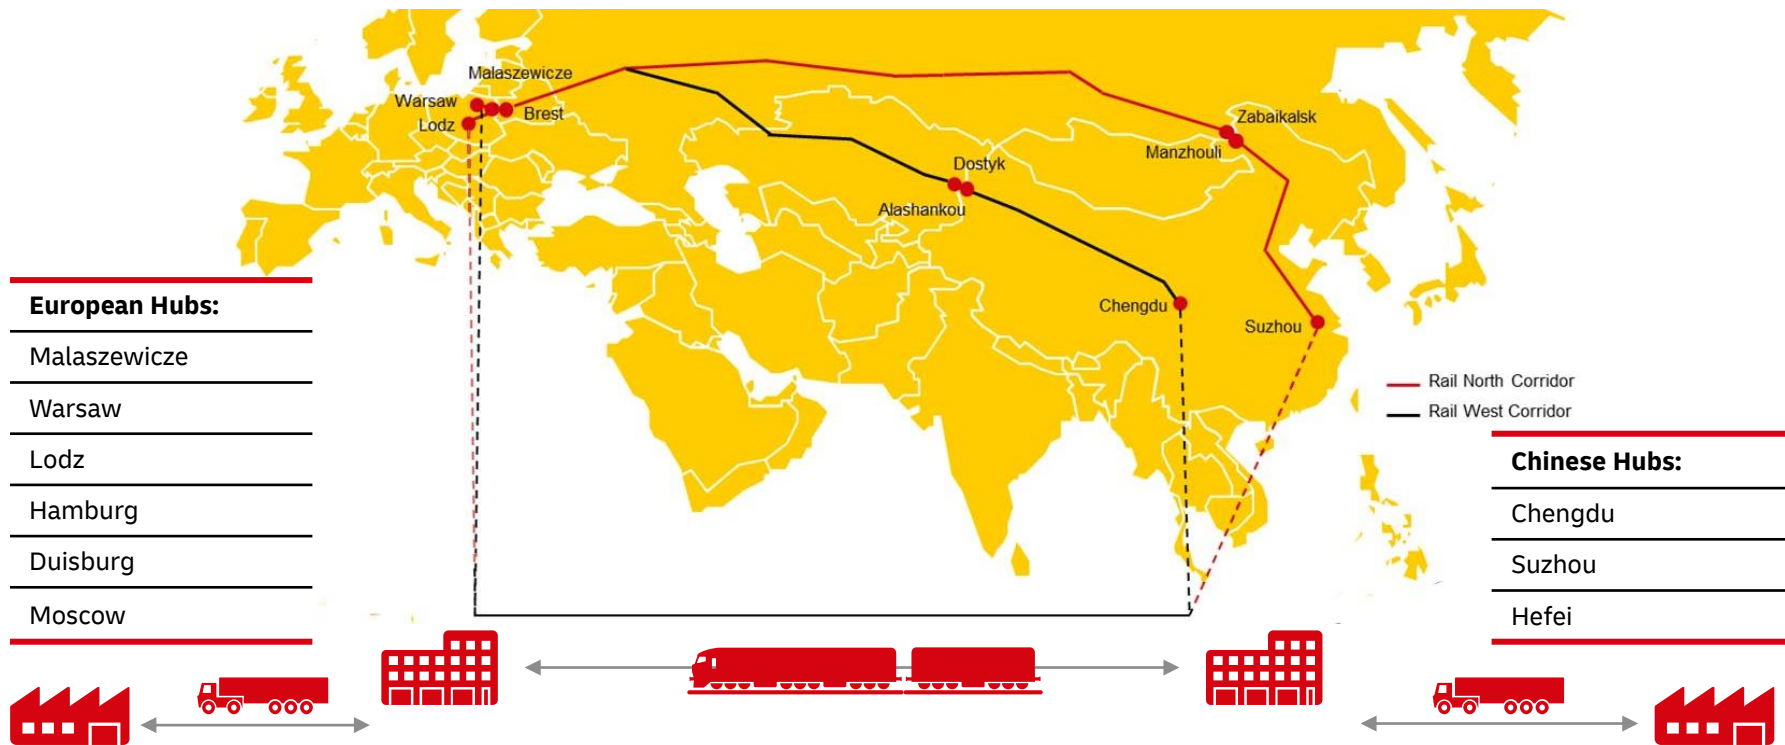 Malaszewicze
Warsaw
Brest
Lodz
Zabaikalsk
Manzhouli
Dostyk
Alashankou
Chengdu
Suzhou
Rail North Corridor
Rail West Corridor
European Hubs:
Malaszewicze
Warsaw
Lodz
Hamburg
Duisburg
Moscow
Chinese Hubs:
Chengdu
Suzhou
Hefei